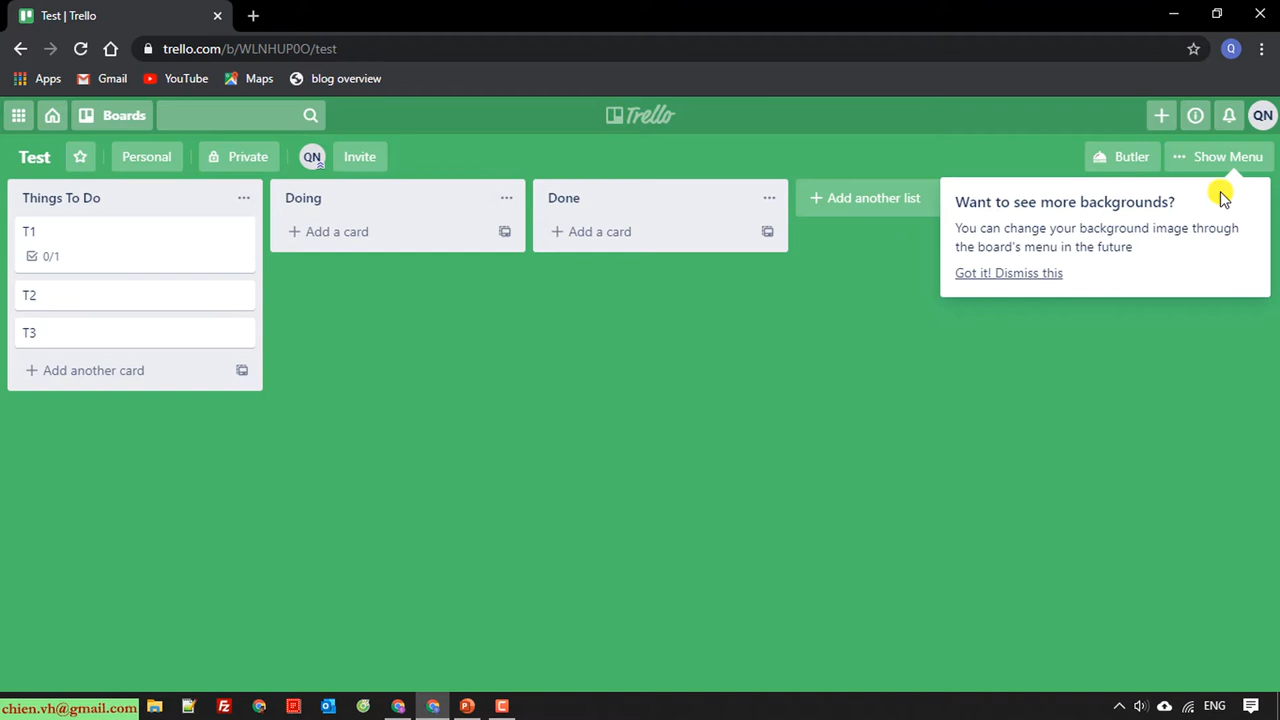 Test | Trello
trello.com/b/WLNHUP0O/test
Q
Apps
Gmail
YouTube
Maps
blog overview
Boards
Trello
QN
Test
Personal
Private
QN
Invite
Butler
Show Menu
Things To Do
T1
0/1
T2
T3
Add another card
Doing
Add a card
Done
Add a card
Add another list
Want to see more backgrounds?
You can change your background image through
the board's menu in the future
Got it! Dismiss this
chien.vh@gmail.com
ENG